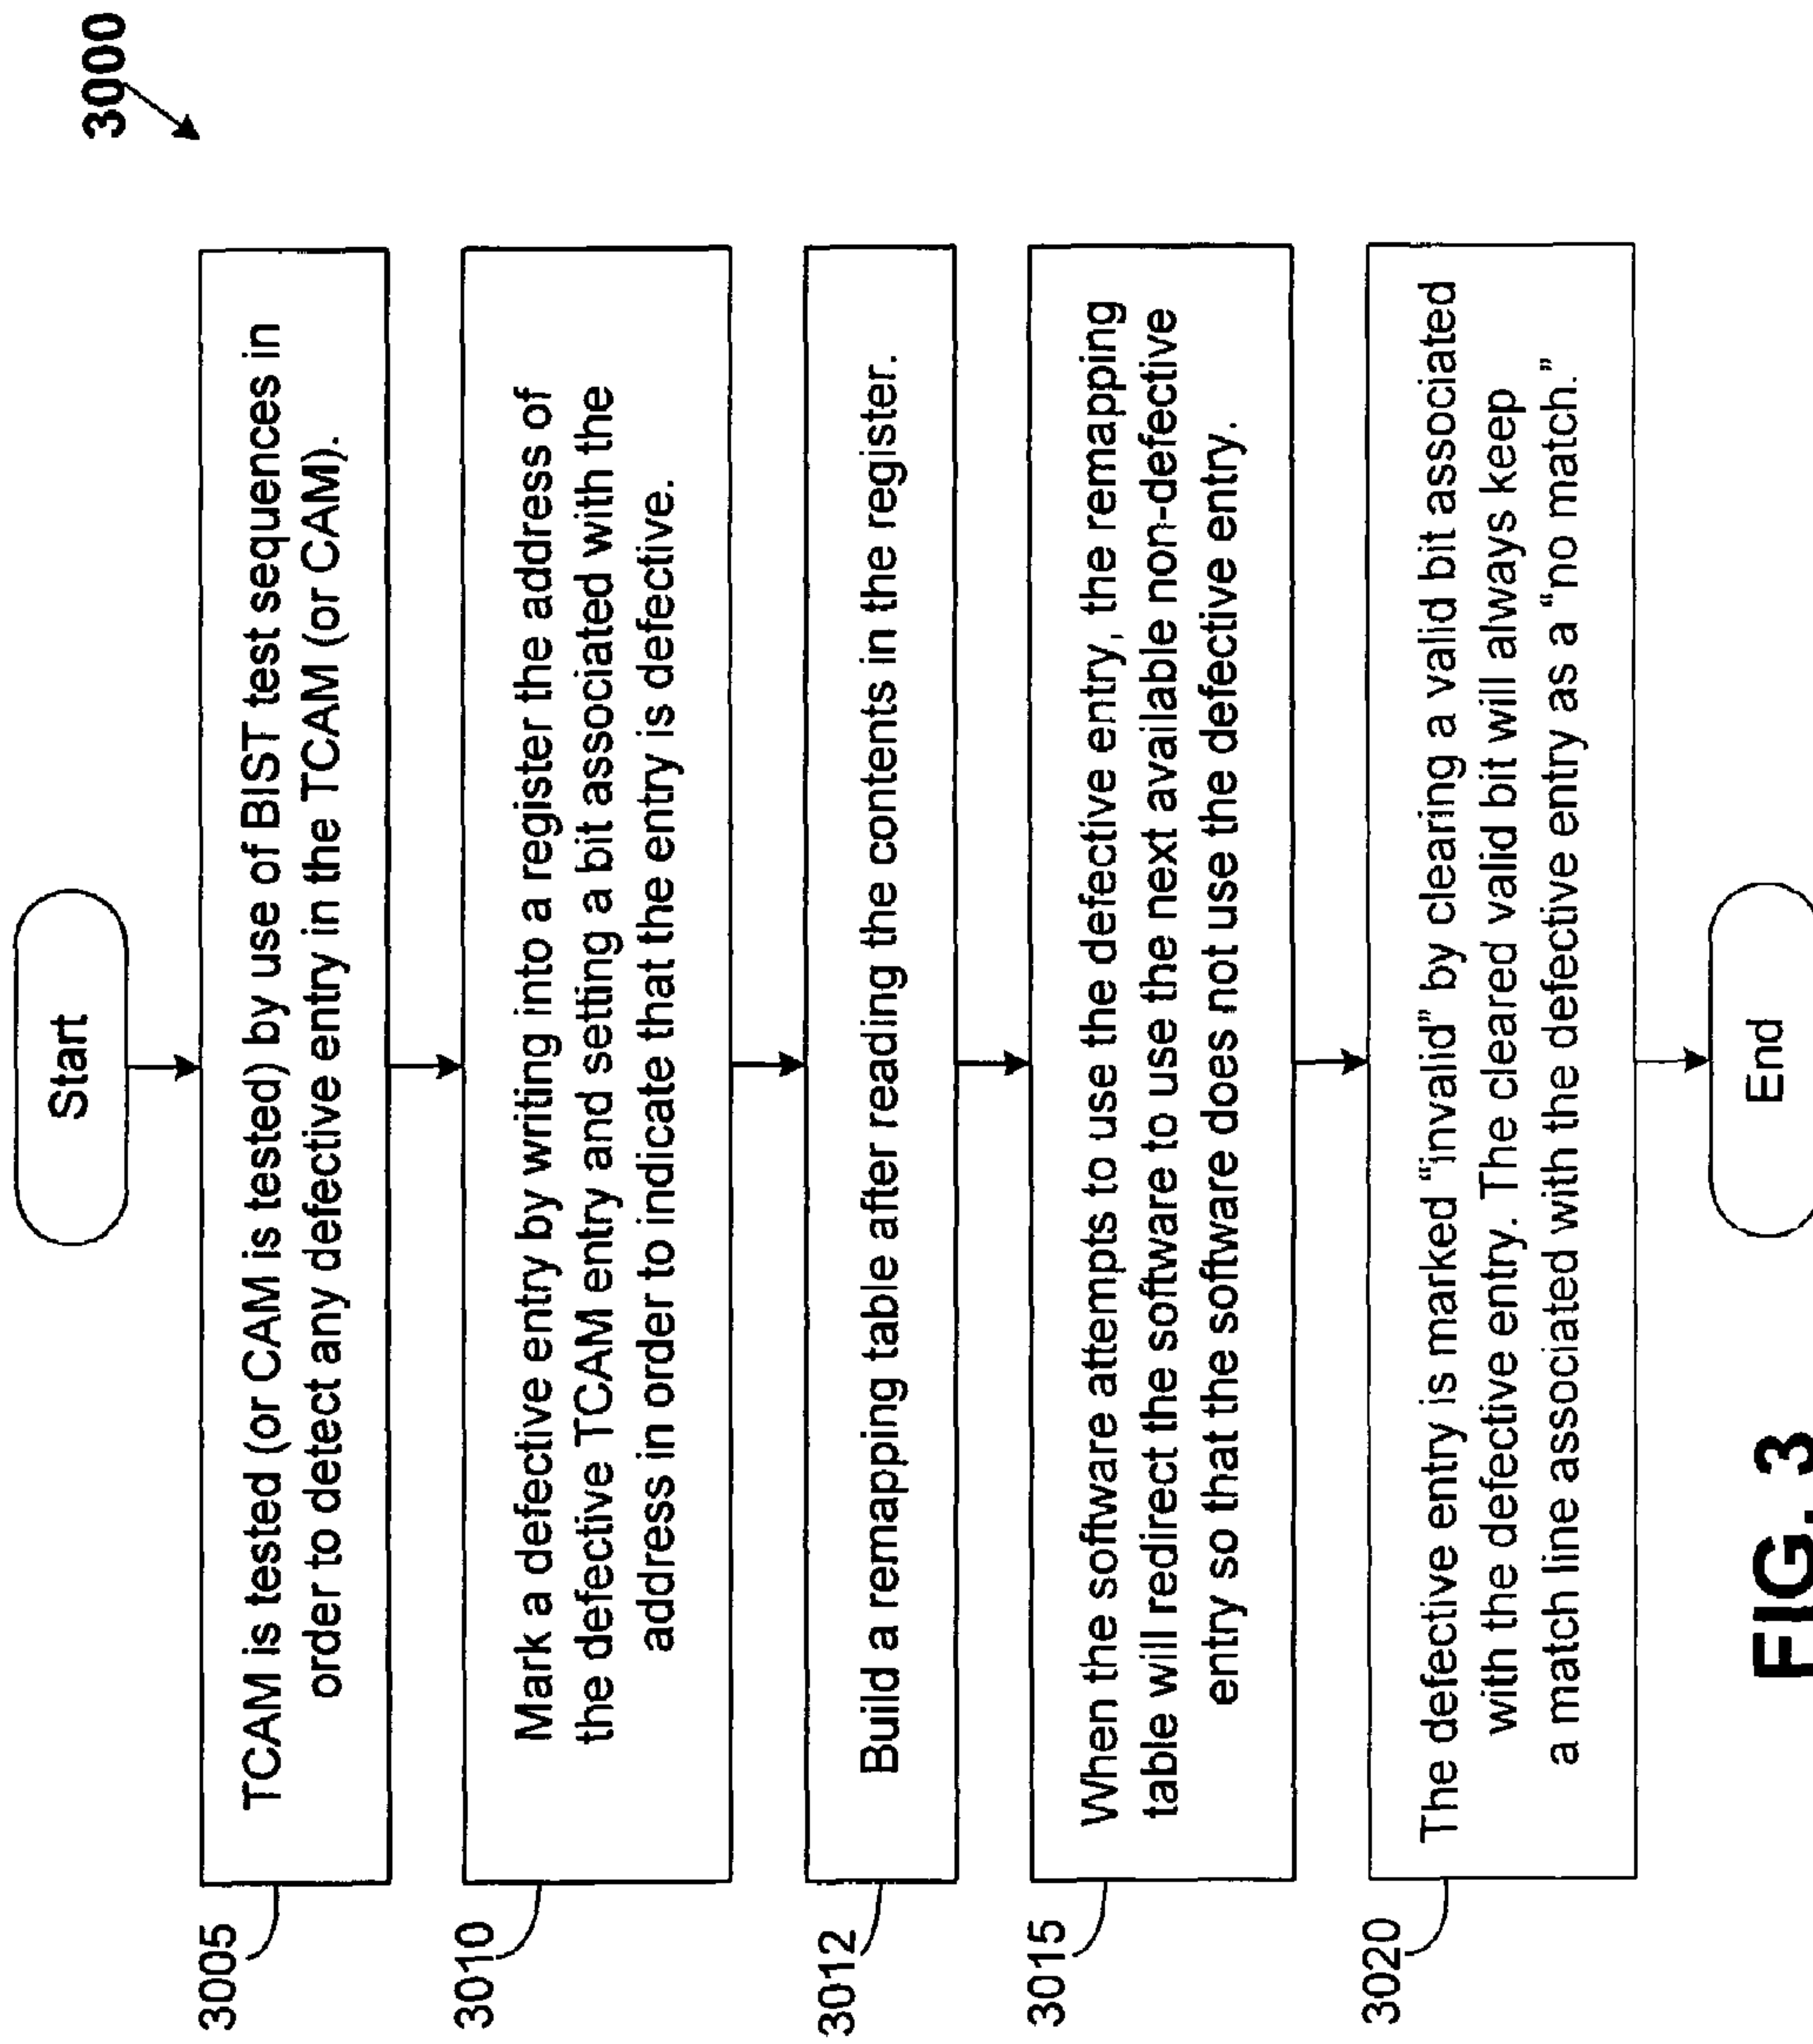 3000
Start
3005
TCAM is tested (or CAM is tested) by use of BIST test sequences in
order to detect any defective entry in the TCAM (or CAM).
3010
Mark a defective entry by writing into a register the address of
the defective TCAM entry and setting a bit associated with the
address in order to indicate that the entry is defective.
3012
Build a remapping table after reading the contents in the register.
3015
When the software attempts to use the defective entry, the remapping
table will redirect the software to use the next available non-defective
entry so that the software does not use the defective entry.
3020
The defective entry is marked “invalid” by clearing a valid bit associated
with the defective entry. The cleared valid bit will always keep
a match line associated with the defective entry as a “no match.”
End
FIG. 3